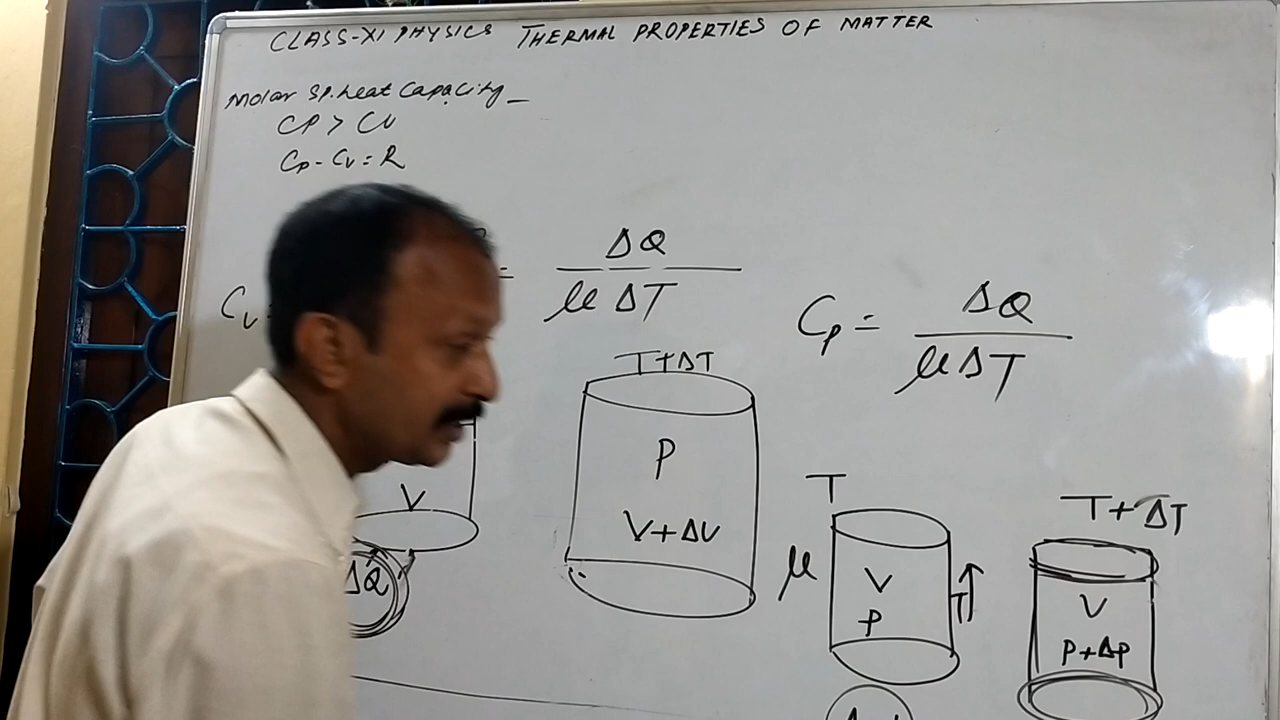 CLASS-XI PHYSICS THERMAL PROPERTIES OF MATTER
Molar Sp.heat Capacity_
CP > CV
Cp - Cv = R
Cv =
= ΔQ / μ ΔT
Cp = ΔQ / μ ΔT
V
ΔQ
T+ΔT
P
V+ΔV
T
μ
V
P
T↑
T+ΔT
V
P+ΔP